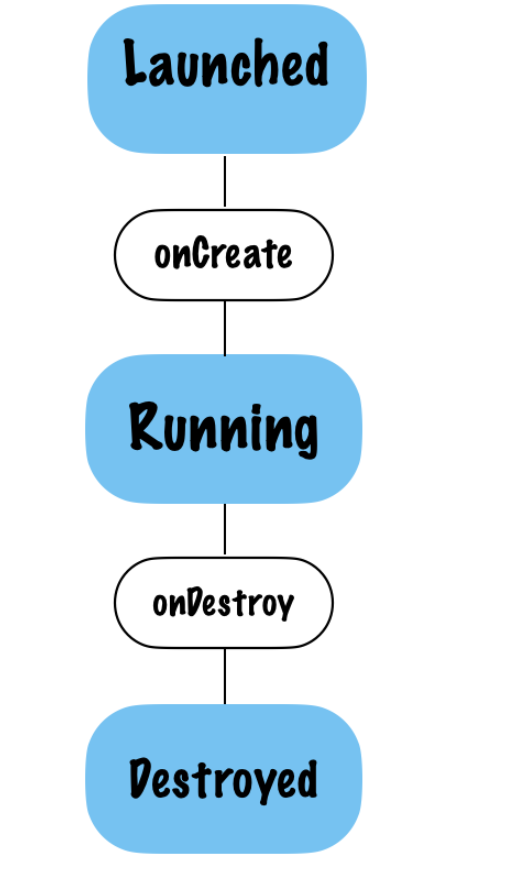 Launched
onCreate
Running
onDestroy
Destroyed